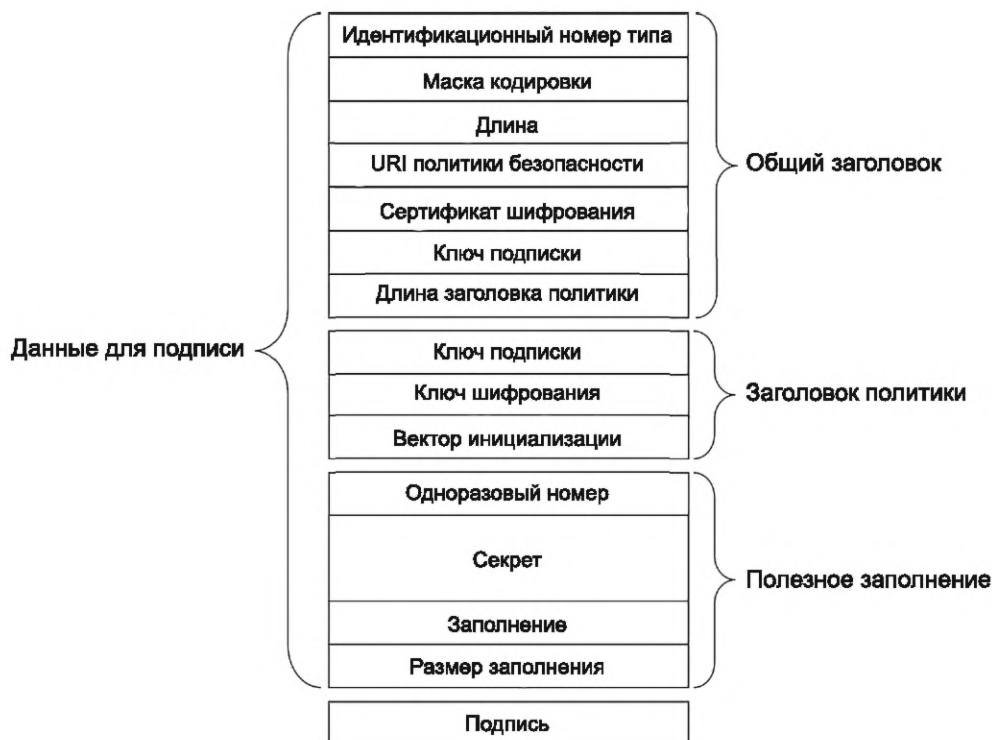 Идентификационный номер типа
Маска кодировки
Длина
URI политики безопасности
Сертификат шифрования
Ключ подписки
Длина заголовка политики
Общий заголовок
Данные для подписи
Ключ подписки
Ключ шифрования
Вектор инициализации
Заголовок политики
Одноразовый номер
Секрет
Заполнение
Размер заполнения
Полезное заполнение
Подпись